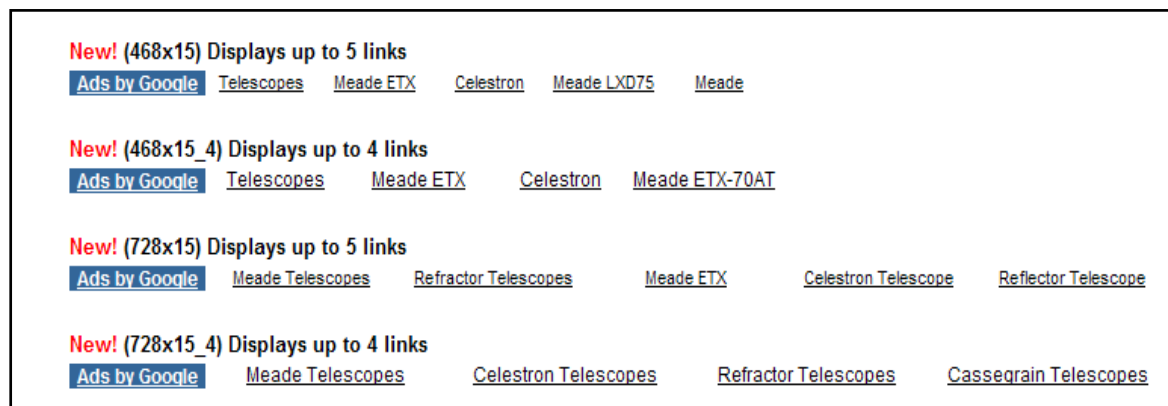 New! (468x15) Displays up to 5 links
Ads by Google Telescopes Meade ETX Celestron Meade LXD75 Meade
New! (468x15_4) Displays up to 4 links
Ads by Google Telescopes Meade ETX Celestron Meade ETX-70AT
New! (728x15) Displays up to 5 links
Ads by Google Meade Telescopes Refractor Telescopes Meade ETX Celestron Telescope Reflector Telescope
New! (728x15_4) Displays up to 4 links
Ads by Google Meade Telescopes Celestron Telescopes Refractor Telescopes Cassegrain Telescopes